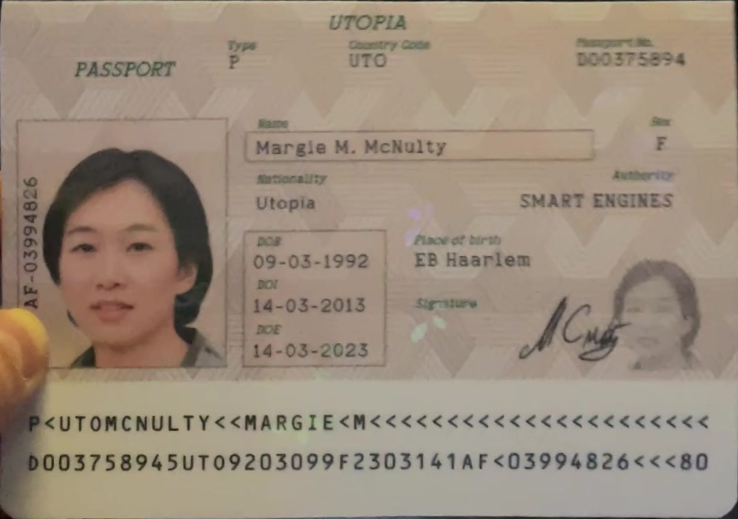 UTOPIA
PASSPORT
Type
P
Country Code
UTO
Passport No.
D00375894
Name
Margie M. McNulty
Sex
F
Nationality
Utopia
Authority
SMART ENGINES
DOB
09-03-1992
Place of birth
EB Haarlem
DOI
14-03-2013
Signature
DOE
14-03-2023
AF-03994826
P<UTOMCNULTY<<MARGIE<M<<<<<<<<<<<<<<<<<<<<<<
D003758945UTO9203099F2303141AF<03994826<<<80